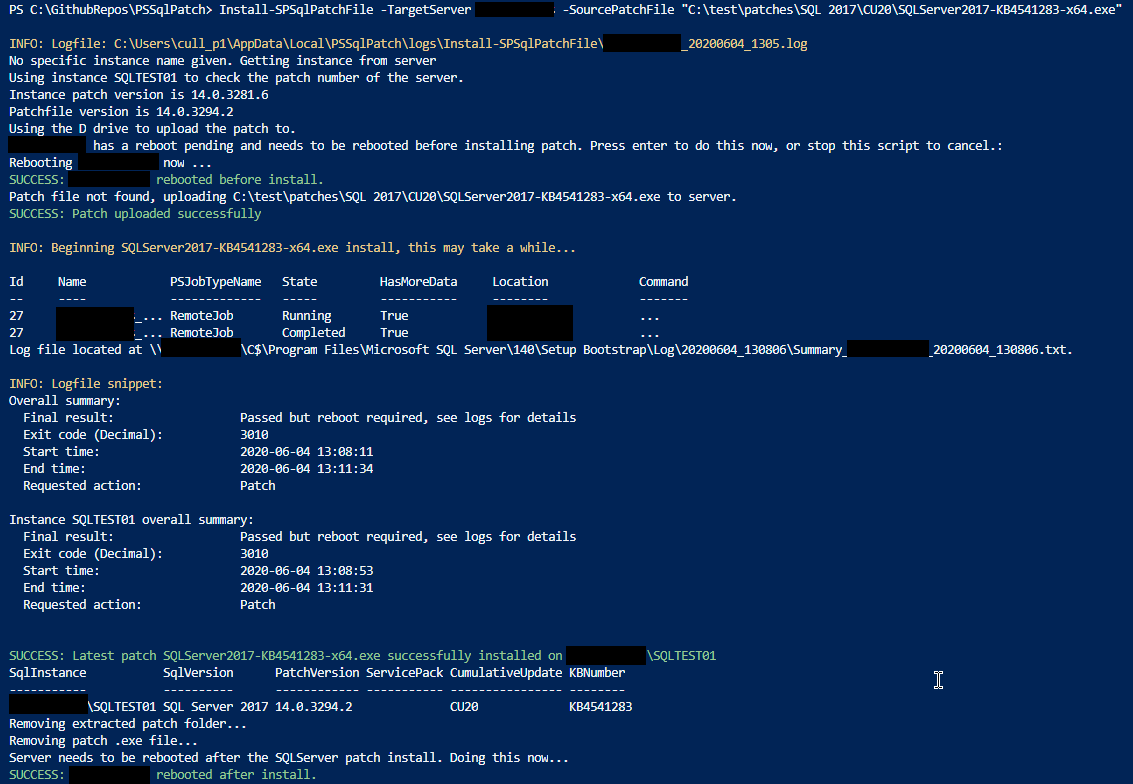 PS C:\GithubRepos\PSSqlPatch> Install-SPSqlPatchFile -TargetServer -SourcePatchFile "C:\test\patches\SQL 2017\CU20\SQLServer2017-KB4541283-x64.exe"
INFO: Logfile: C:\Users\cull_p1\AppData\Local\PSSqlPatch\logs\Install-SPSqlPatchFile\ _20200604_1305.log
No specific instance name given. Getting instance from server
Using instance SQLTEST01 to check the patch number of the server.
Instance patch version is 14.0.3281.6
Patchfile version is 14.0.3294.2
Using the D drive to upload the patch to.
has a reboot pending and needs to be rebooted before installing patch. Press enter to do this now, or stop this script to cancel.:
Rebooting now ...
SUCCESS: rebooted before install.
Patch file not found, uploading C:\test\patches\SQL 2017\CU20\SQLServer2017-KB4541283-x64.exe to server.
SUCCESS: Patch uploaded successfully
INFO: Beginning SQLServer2017-KB4541283-x64.exe install, this may take a while...
Id Name PSJobTypeName State HasMoreData Location Command
-- ---- ------------- ----- ----------- -------- -------
27 _... RemoteJob Running True ...
27 _... RemoteJob Completed True ...
Log file located at \\ \C$\Program Files\Microsoft SQL Server\140\Setup Bootstrap\Log\20200604_130806\Summary_ _20200604_130806.txt.
INFO: Logfile snippet:
Overall summary:
Final result: Passed but reboot required, see logs for details
Exit code (Decimal): 3010
Start time: 2020-06-04 13:08:11
End time: 2020-06-04 13:11:34
Requested action: Patch
Instance SQLTEST01 overall summary:
Final result: Passed but reboot required, see logs for details
Exit code (Decimal): 3010
Start time: 2020-06-04 13:08:53
End time: 2020-06-04 13:11:31
Requested action: Patch
SUCCESS: Latest patch SQLServer2017-KB4541283-x64.exe successfully installed on \SQLTEST01
SqlInstance SqlVersion PatchVersion ServicePack CumulativeUpdate KBNumber
----------- ---------- ------------ ----------- ---------------- --------
\SQLTEST01 SQL Server 2017 14.0.3294.2 CU20 KB4541283
Removing extracted patch folder...
Removing patch .exe file...
Server needs to be rebooted after the SQLServer patch install. Doing this now...
SUCCESS: rebooted after install.